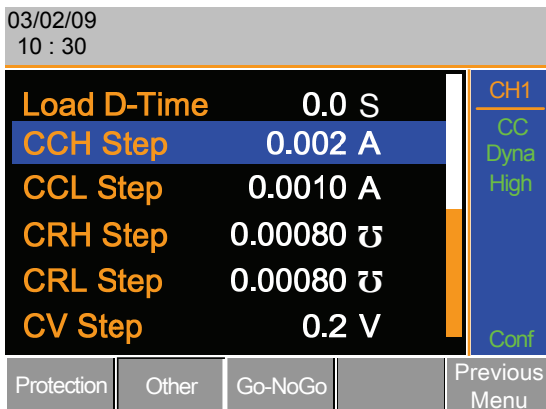 03/02/09
10 : 30
Load D-Time 0.0 S
CCH Step 0.002 A
CCL Step 0.0010 A
CRH Step 0.00080 ℧
CRL Step 0.00080 ℧
CV Step 0.2 V
CH1
CC
Dyna
High
Conf
Protection
Other
Go-NoGo
Previous
Menu